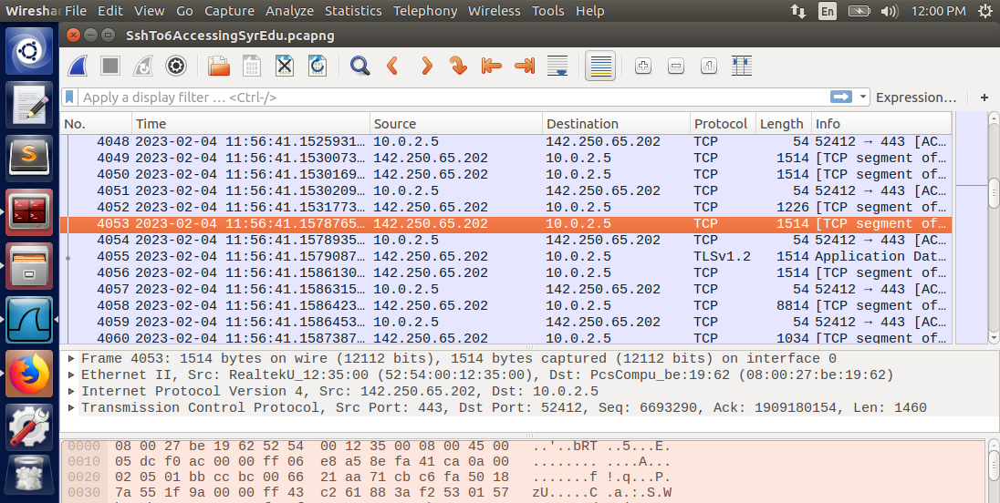 Wireshark File Edit View Go Capture Analyze Statistics Telephony Wireless Tools Help En 12:00 PM
SshTo6AccessingSyrEdu.pcapng
Apply a display filter … <Ctrl-/> Expression… +
No. Time Source Destination Protocol Length Info
4048 2023-02-04 11:56:41.1525931… 10.0.2.5 142.250.65.202 TCP 54 52412 → 443 [AC…
4049 2023-02-04 11:56:41.1530073… 142.250.65.202 10.0.2.5 TCP 1514 [TCP segment of…
4050 2023-02-04 11:56:41.1530169… 142.250.65.202 10.0.2.5 TCP 1514 [TCP segment of…
4051 2023-02-04 11:56:41.1530209… 10.0.2.5 142.250.65.202 TCP 54 52412 → 443 [AC…
4052 2023-02-04 11:56:41.1531773… 142.250.65.202 10.0.2.5 TCP 1226 [TCP segment of…
4053 2023-02-04 11:56:41.1578765… 142.250.65.202 10.0.2.5 TCP 1514 [TCP segment of…
4054 2023-02-04 11:56:41.1578935… 10.0.2.5 142.250.65.202 TCP 54 52412 → 443 [AC…
4055 2023-02-04 11:56:41.1579087… 142.250.65.202 10.0.2.5 TLSv1.2 1514 Application Dat…
4056 2023-02-04 11:56:41.1586130… 142.250.65.202 10.0.2.5 TCP 1514 [TCP segment of…
4057 2023-02-04 11:56:41.1586315… 10.0.2.5 142.250.65.202 TCP 54 52412 → 443 [AC…
4058 2023-02-04 11:56:41.1586423… 142.250.65.202 10.0.2.5 TCP 8814 [TCP segment of…
4059 2023-02-04 11:56:41.1586453… 10.0.2.5 142.250.65.202 TCP 54 52412 → 443 [AC…
4060 2023-02-04 11:56:41.1587387… 142.250.65.202 10.0.2.5 TCP 1034 [TCP segment of…
Frame 4053: 1514 bytes on wire (12112 bits), 1514 bytes captured (12112 bits) on interface 0
Ethernet II, Src: RealtekU_12:35:00 (52:54:00:12:35:00), Dst: PcsCompu_be:19:62 (08:00:27:be:19:62)
Internet Protocol Version 4, Src: 142.250.65.202, Dst: 10.0.2.5
Transmission Control Protocol, Src Port: 443, Dst Port: 52412, Seq: 6693290, Ack: 1909180154, Len: 1460
0000 08 00 27 be 19 62 52 54 00 12 35 00 08 00 45 00 ..'..bRT ..5...E.
0010 05 dc f0 ac 00 00 ff 06 e8 a5 8e fa 41 ca 0a 00 ........ ....A...
0020 02 05 01 bb cc bc 00 66 21 aa 71 cb c6 fa 50 18 .......f !.q...P.
0030 7a 55 1f 9a 00 00 ff 43 c2 61 88 3a f2 53 01 57 zU.....C .a.:.S.W